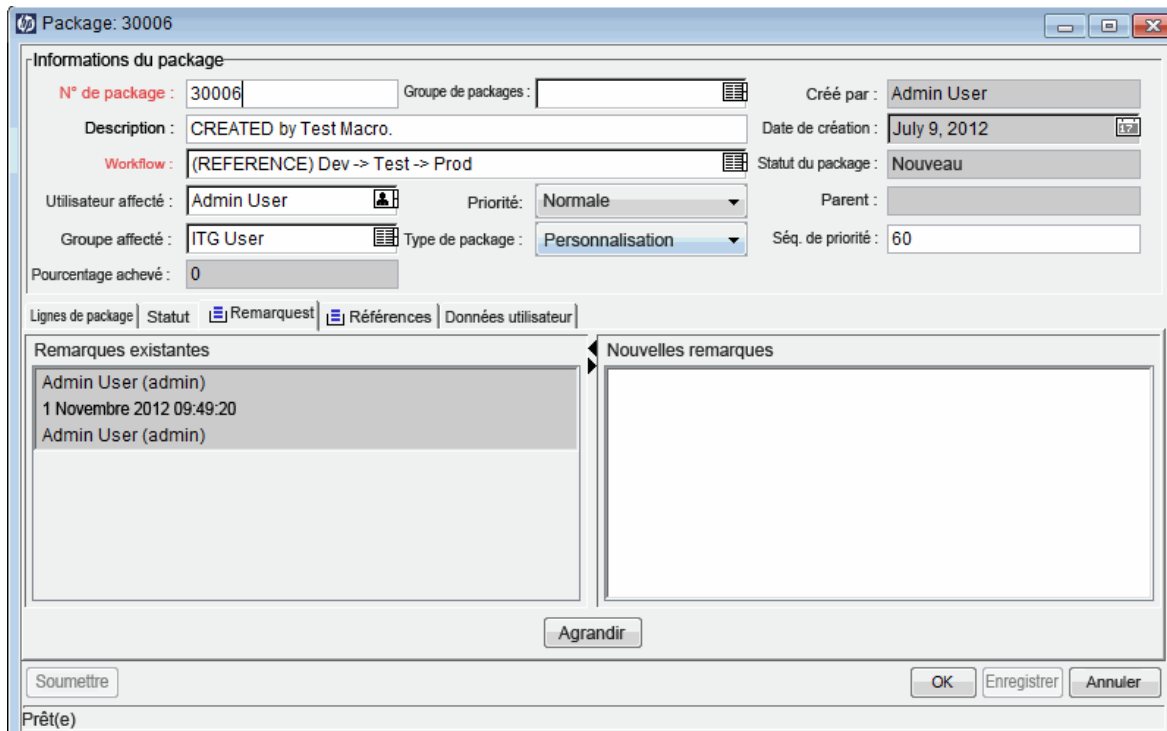 hp Package: 30006
Informations du package
N° de package : 30006 Groupe de packages : Créé par : Admin User
Description : CREATED by Test Macro. Date de création : July 9, 2012 17
Workflow : (REFERENCE) Dev -> Test -> Prod Statut du package : Nouveau
Utilisateur affecté : Admin User Priorité: Normale Parent :
Groupe affecté : ITG User Type de package : Personnalisation Séq. de priorité : 60
Pourcentage achevé : 0
Lignes de package Statut Remarquest Références Données utilisateur
Remarques existantes Nouvelles remarques
Admin User (admin)
1 Novembre 2012 09:49:20
Admin User (admin)
Agrandir
Soumettre OK Enregistrer Annuler
Prêt(e)